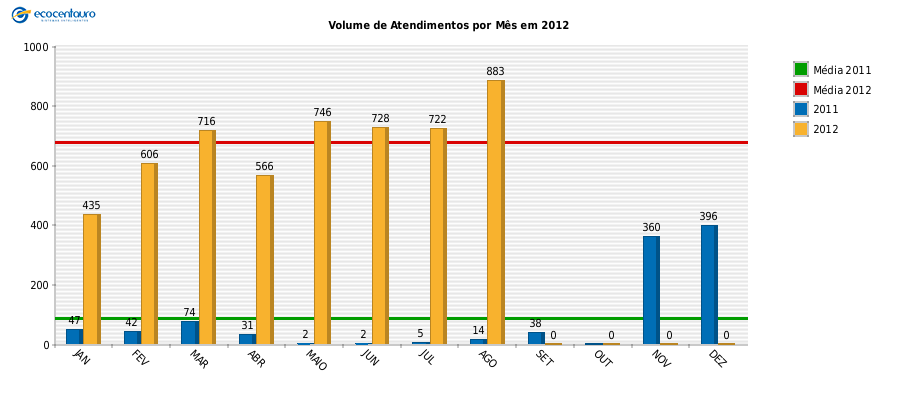 ecocentauro
Volume de Atendimentos por Mês em 2012
1000
800
600
400
200
0
435
606
716
566
746
728
722
883
47
42
74
31
2
2
5
14
38
0
0
360
0
396
0
JAN
FEV
MAR
ABR
MAIO
JUN
JUL
AGO
SET
OUT
NOV
DEZ
Média 2011
Média 2012
2011
2012